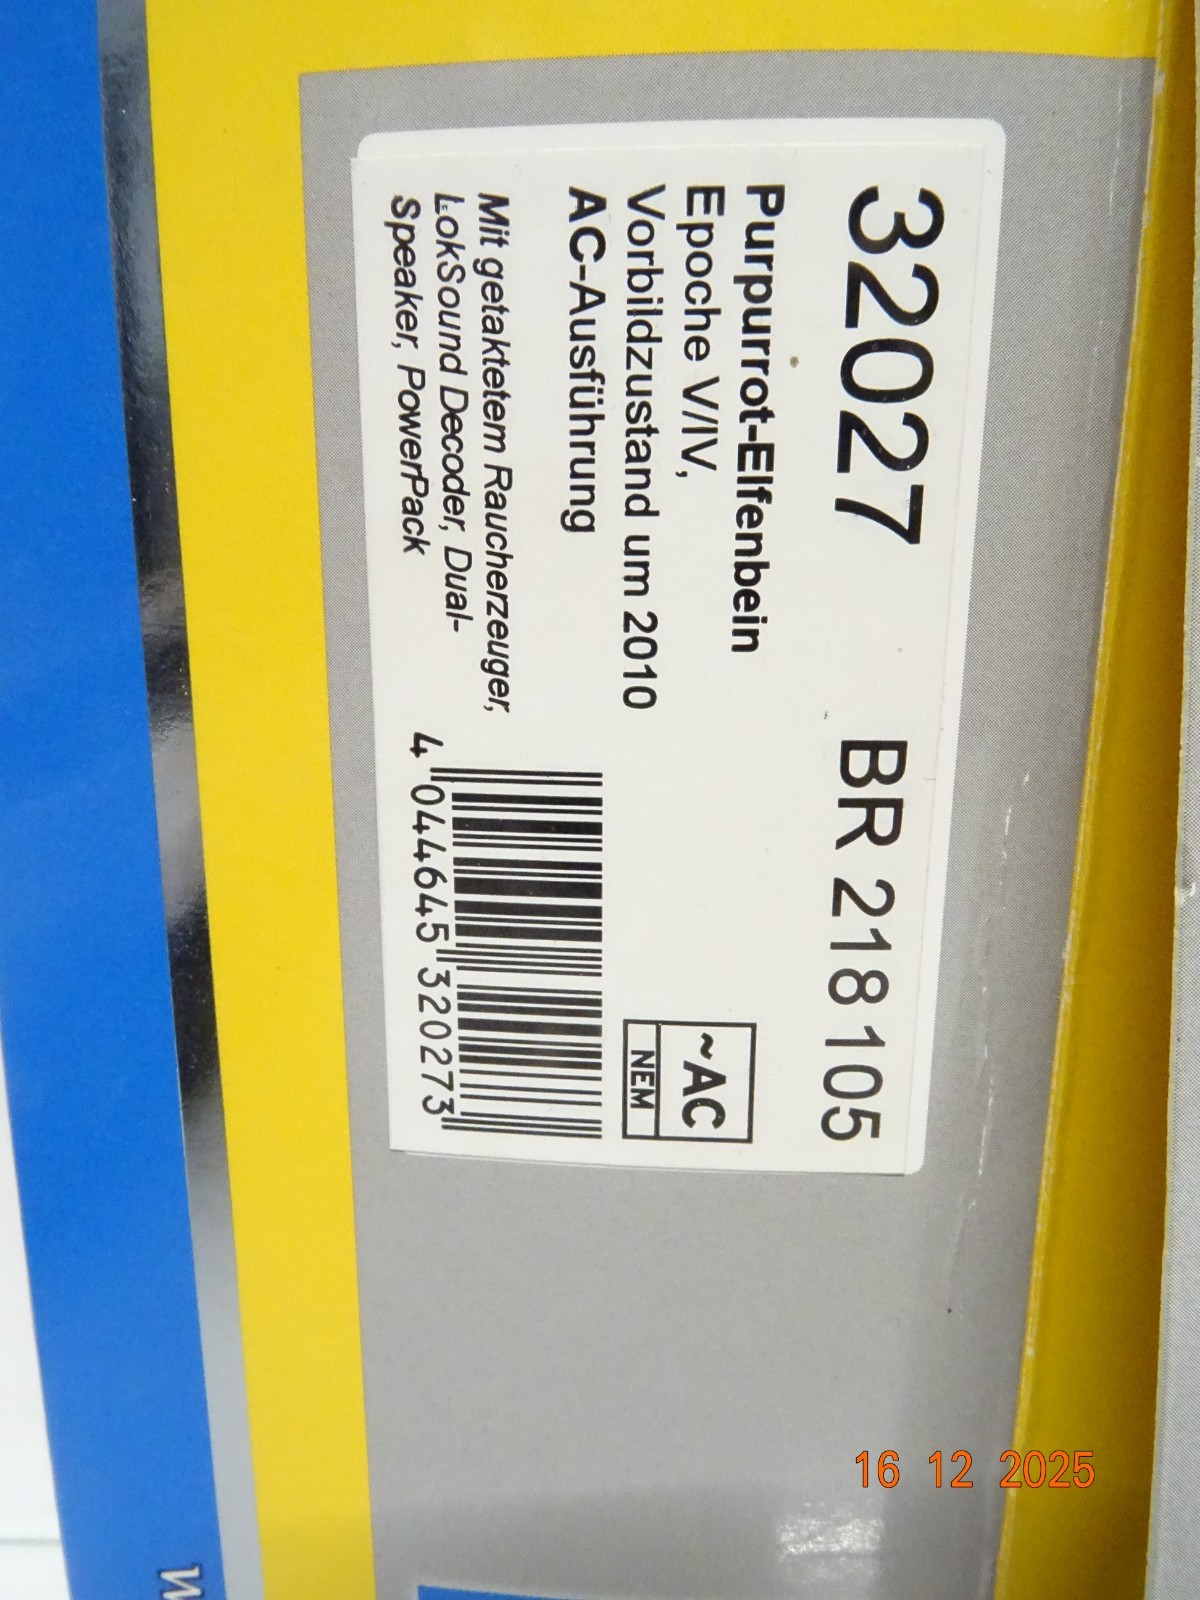 32027 BR 218 105
Purpurrot-Elfenbein
Epoche V/IV,
Vorbildzustand um 2010
AC-Ausführung
~AC
NEM
Mit getaktetem Raucherzeuger,
LokSound Decoder, Dual-
Speaker, PowerPack
4 044645 320273
16 12 2025